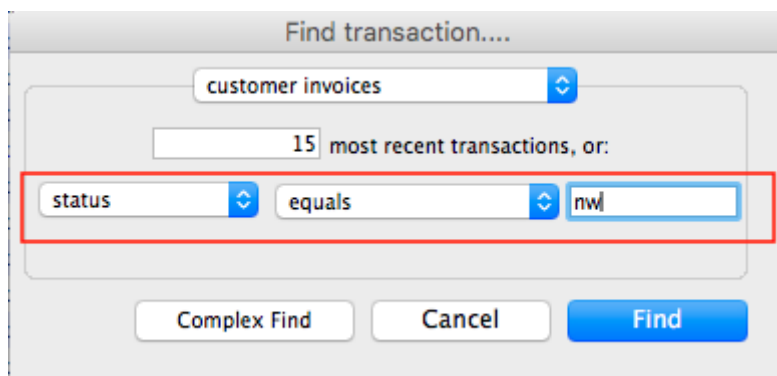 Find transaction....
customer invoices
15 most recent transactions, or:
status equals nw
Complex Find Cancel Find